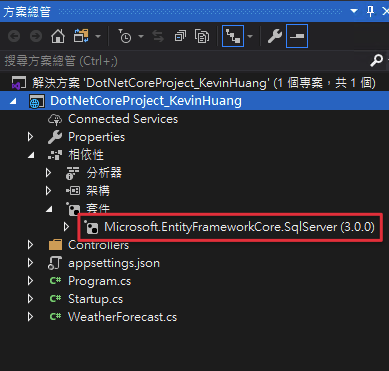 方案總管
搜尋方案總管 (Ctrl+;)
解決方案 'DotNetCoreProject_KevinHuang' (1 個專案，共 1 個)
DotNetCoreProject_KevinHuang
Connected Services
Properties
相依性
分析器
架構
套件
Microsoft.EntityFrameworkCore.SqlServer (3.0.0)
Controllers
appsettings.json
Program.cs
Startup.cs
WeatherForecast.cs